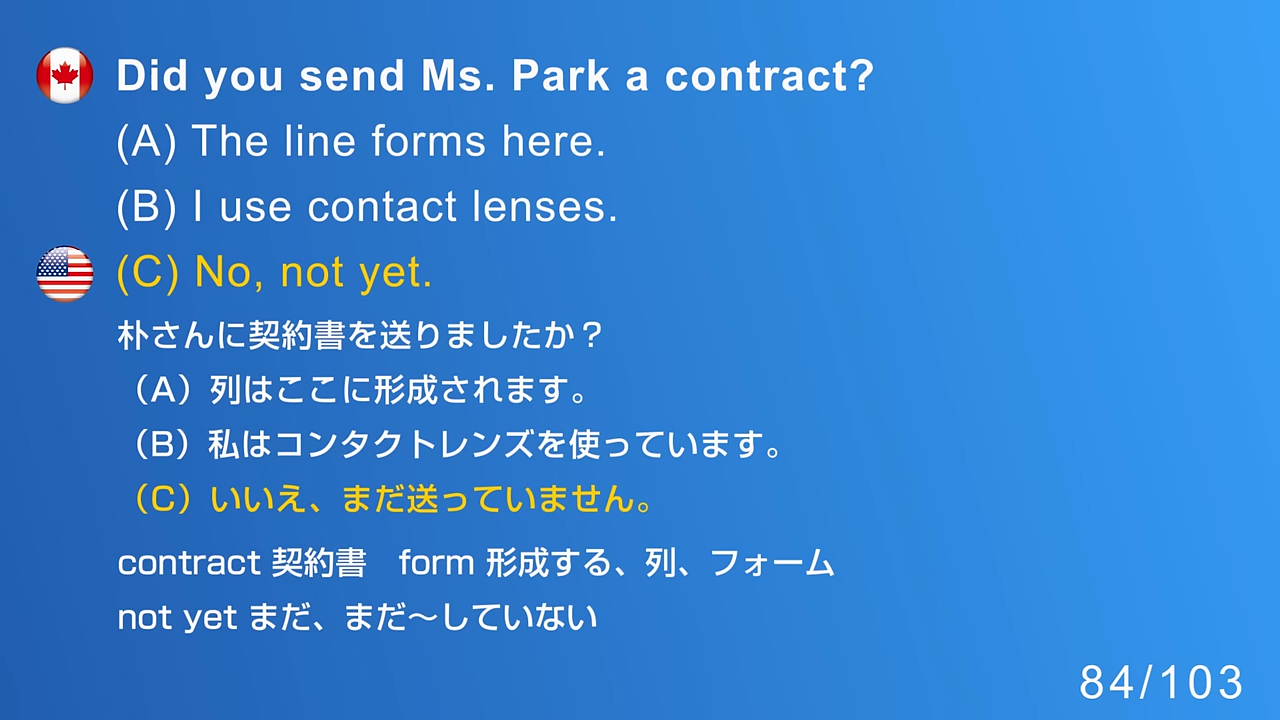 Did you send Ms. Park a contract?
(A) The line forms here.
(B) I use contact lenses.
(C) No, not yet.
朴さんに契約書を送りましたか？
（A）列はここに形成されます。
（B）私はコンタクトレンズを使っています。
（C）いいえ、まだ送っていません。
contract 契約書　form 形成する、列、フォーム
not yet まだ、まだ〜していない
84/103